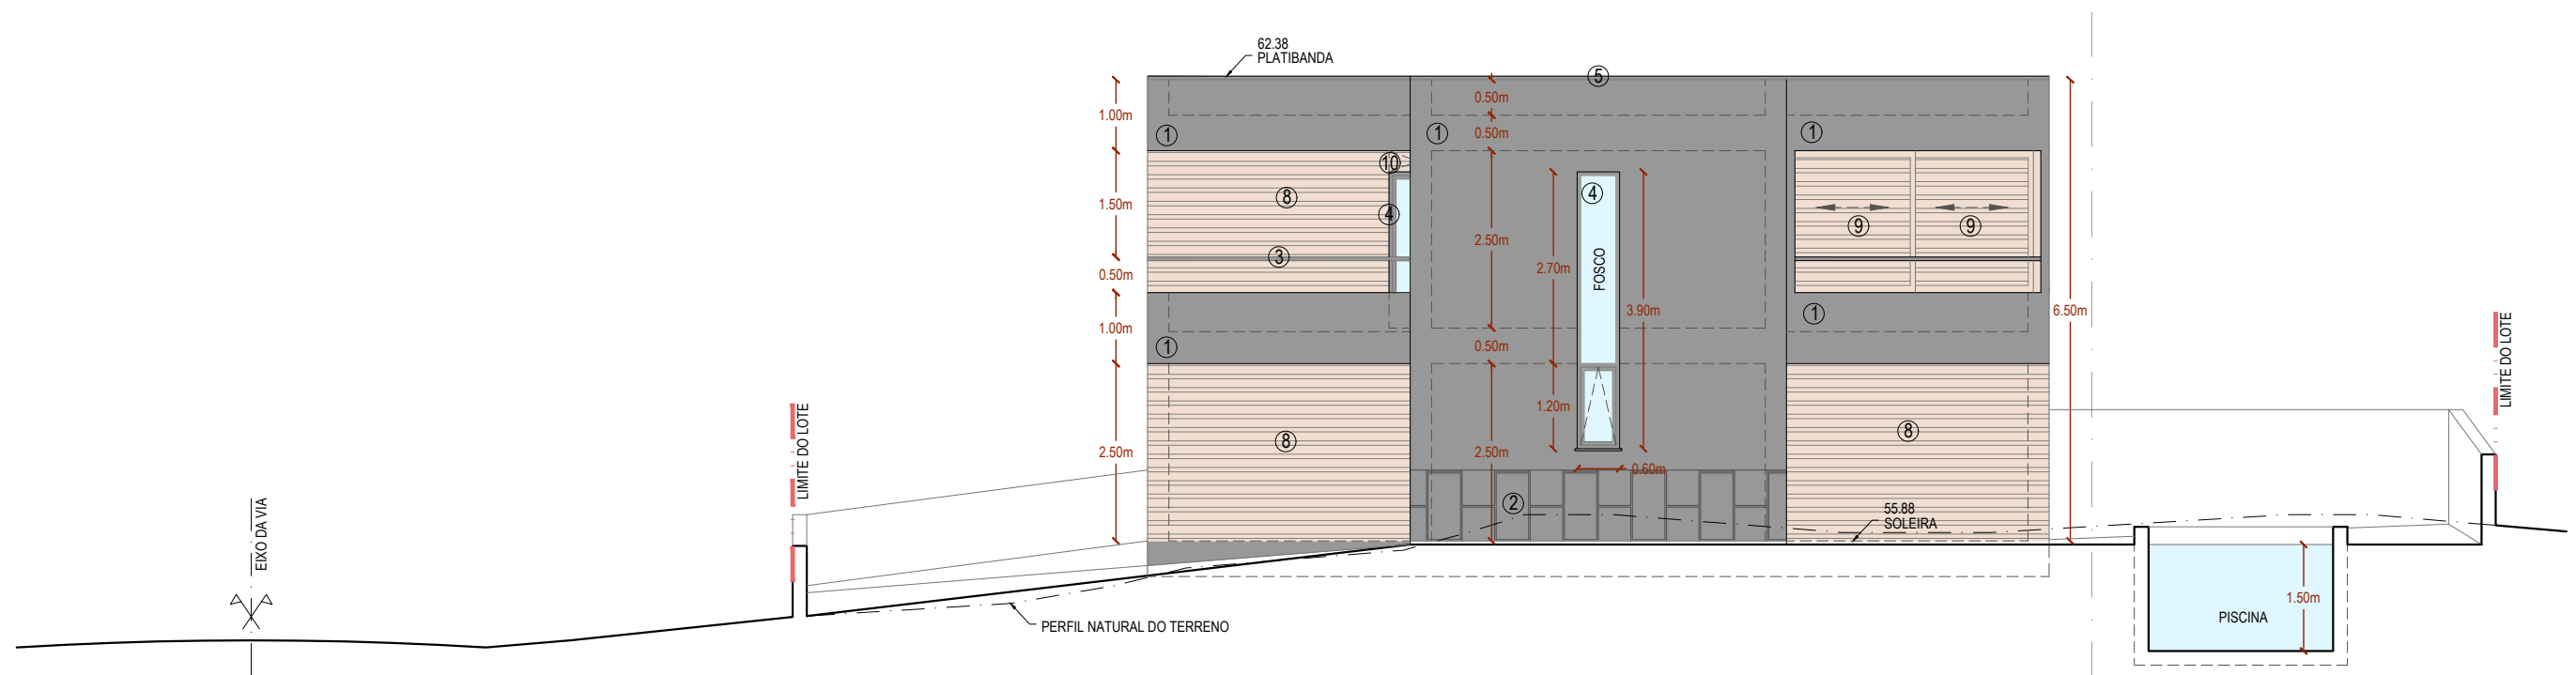 62.38
PLATIBANDA
5
0.50m
1.00m
0.50m
1
1
1
10
8
4
4
1.50m
9
9
2.50m
3
FOSCO
2.70m
0.50m
3.90m
6.50m
1
1.00m
0.50m
1
1.20m
LIMITE DO LOTE
LIMITE DO LOTE
8
8
2.50m
2.50m
0.60m
2
55.88
SOLEIRA
EIXO DA VIA
1.50m
PISCINA
PERFIL NATURAL DO TERRENO